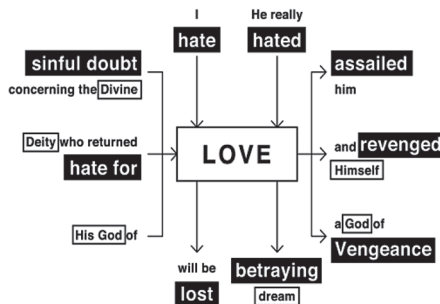 I
hate
He really
hated
sinful doubt
concerning the Divine
assailed
him
Deity who returned
hate for
LOVE
and revenged
Himself
His God of
a God of
Vengeance
will be
lost
betraying
dream